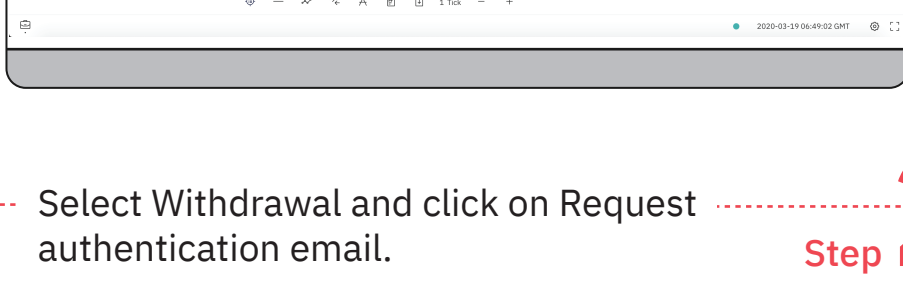 1 Tick
2020-03-19 06:49:02 GMT
Select Withdrawal and click on Request
authentication email.
Step